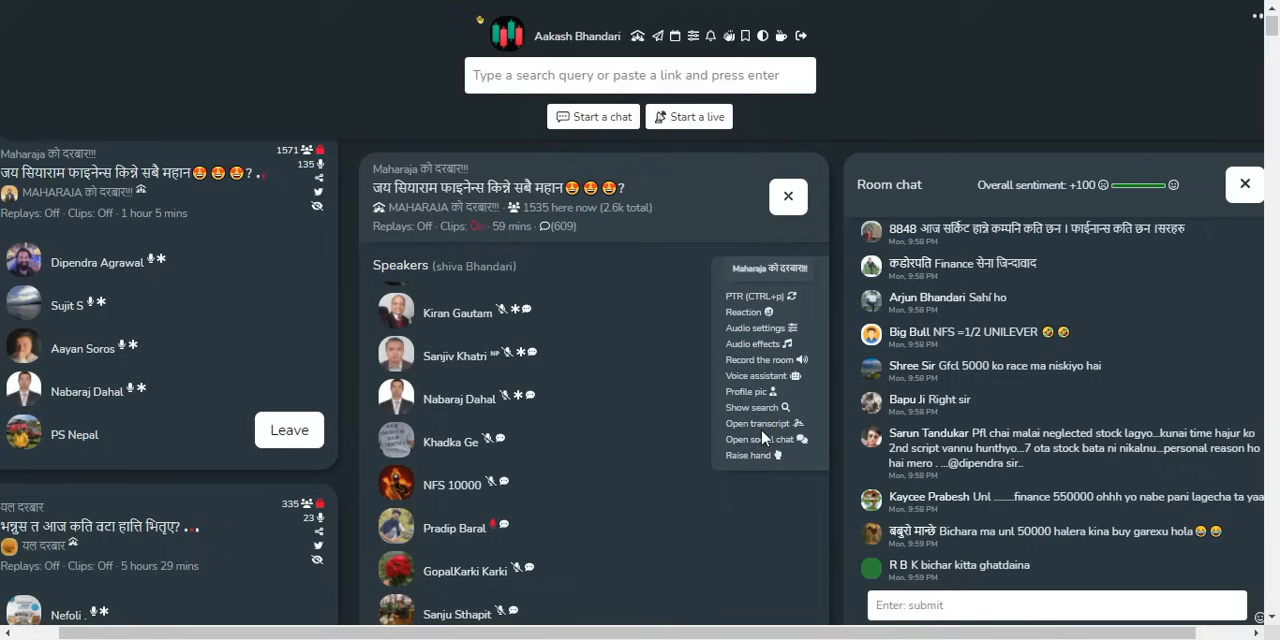 Aakash Bhandari
Type a search query or paste a link and press enter
Start a chat
Start a live
Maharaja को दरबार!!!
1571
जय सियाराम फाइनेन्स किन्ने सबै महान🤩🤩🤩?
135
MAHARAJA को दरबार!!!
Replays: Off · Clips: Off · 1 hour 5 mins
Dipendra Agrawal
Sujit S
Aayan Soros
Nabaraj Dahal
PS Nepal
Leave
यल दरबार
335
भन्नुस त आज कति वटा हात्ति भितृए?
23
यल दरबार
Replays: Off · Clips: Off · 5 hours 29 mins
Nefoli .
Maharaja को दरबार!!!
जय सियाराम फाइनेन्स किन्ने सबै महान🤩🤩🤩?
MAHARAJA को दरबार!!! · 1535 here now (2.6k total)
Replays: Off · Clips: On · 59 mins · (609)
Speakers (shiva Bhandari)
Kiran Gautam
Sanjiv Khatri NP
Nabaraj Dahal
Khadka Ge
NFS 10000
Pradip Baral
GopalKarki Karki
Sanju Sthapit
Maharaja को दरबार!!!
PTR (CTRL+p)
Reaction
Audio settings
Audio effects
Record the room
Voice assistant
Profile pic
Show search
Open transcript
Open social chat
Raise hand
Room chat
Overall sentiment: +100
8848 आज सर्किट हान्ने कम्पनि कति छन । फाईनान्स कति छन ।सरहरु
Mon, 9:58 PM
कडोरपति Finance सेना जिन्दावाद
Mon, 9:58 PM
Arjun Bhandari Sahí ho
Mon, 9:58 PM
Big Bull NFS =1/2 UNILEVER 🤣 🤣
Mon, 9:58 PM
Shree Sir Gfcl 5000 ko race ma niskiyo hai
Mon, 9:58 PM
Bapu Ji Right sir
Mon, 9:58 PM
Sarun Tandukar Pfl chai malai neglected stock lagyo...kunai time hajur ko
2nd script vannu hunthyo...7 ota stock bata ni nikalnu...personal reason ho
hai mero . ...@dipendra sir..
Mon, 9:58 PM
Kaycee Prabesh Unl ........finance 550000 ohhh yo nabe pani lagecha ta yaa
Mon, 9:58 PM
बबुरो मान्छे Bichara ma unl 50000 halera kina buy garexu hola😂 😂
Mon, 9:59 PM
R B K bichar kitta ghatdaina
Mon, 9:59 PM
Enter: submit